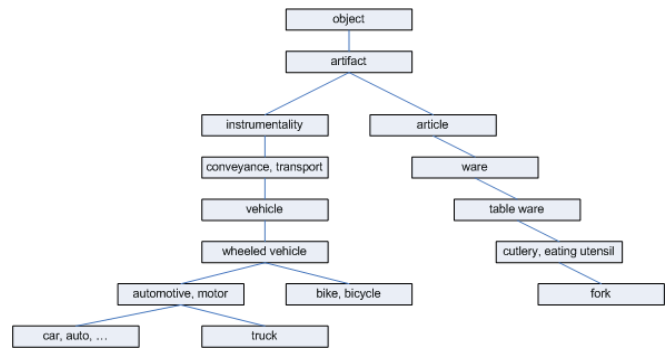 object
artifact
instrumentality
article
conveyance, transport
ware
vehicle
table ware
wheeled vehicle
cutlery, eating utensil
automotive, motor
bike, bicycle
fork
car, auto, …
truck